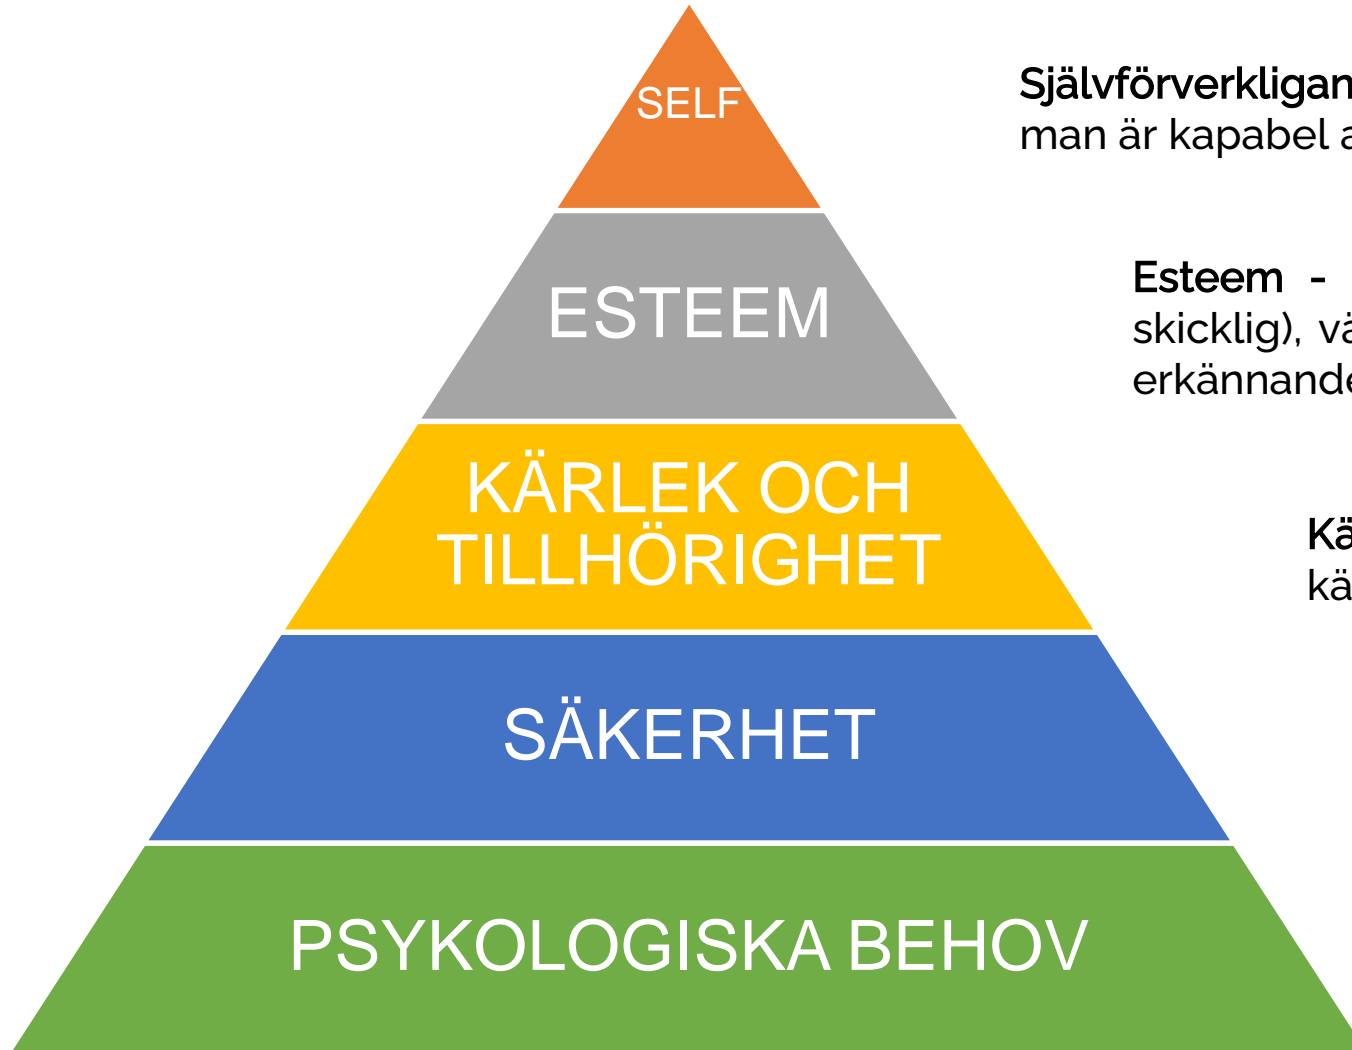 SELF
Självförverkligan
man är kapabel a
ESTEEM
Esteem -
skicklig), vä
erkännande
KÄRLEK OCH
TILLHÖRIGHET
Kä
kä
SÄKERHET
PSYKOLOGISKA BEHOV